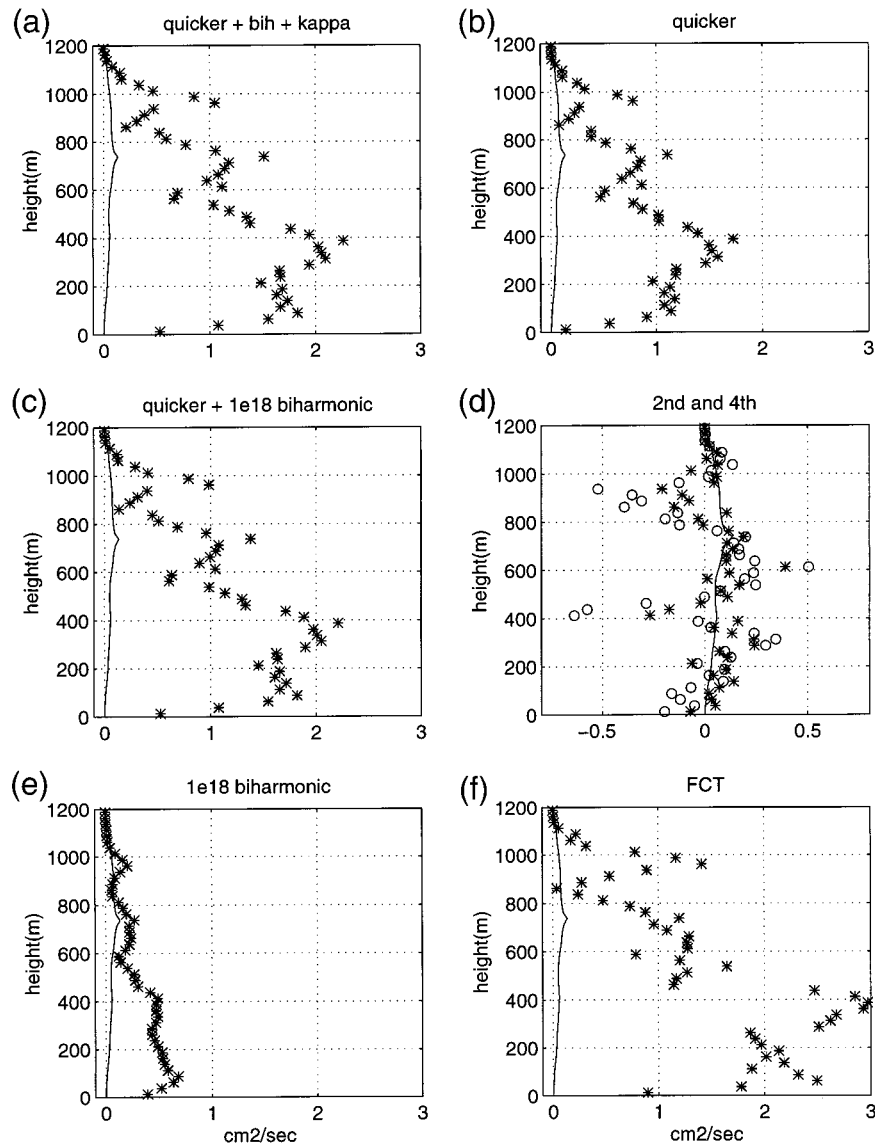 (a)
quicker + bih + kappa
1200
1000
800
600
400
200
0
height(m)
0 1 2 3
(b)
quicker
1200
1000
800
600
400
200
0
height(m)
0 1 2 3
(c)
quicker + 1e18 biharmonic
1200
1000
800
600
400
200
0
height(m)
0 1 2 3
(d)
2nd and 4th
1200
1000
800
600
400
200
0
−0.5 0 0.5
(e)
1e18 biharmonic
1200
1000
800
600
400
200
0
height(m)
0 1 2 3
cm2/sec
(f)
FCT
1200
1000
800
600
400
200
0
height(m)
0 1 2 3
cm2/sec